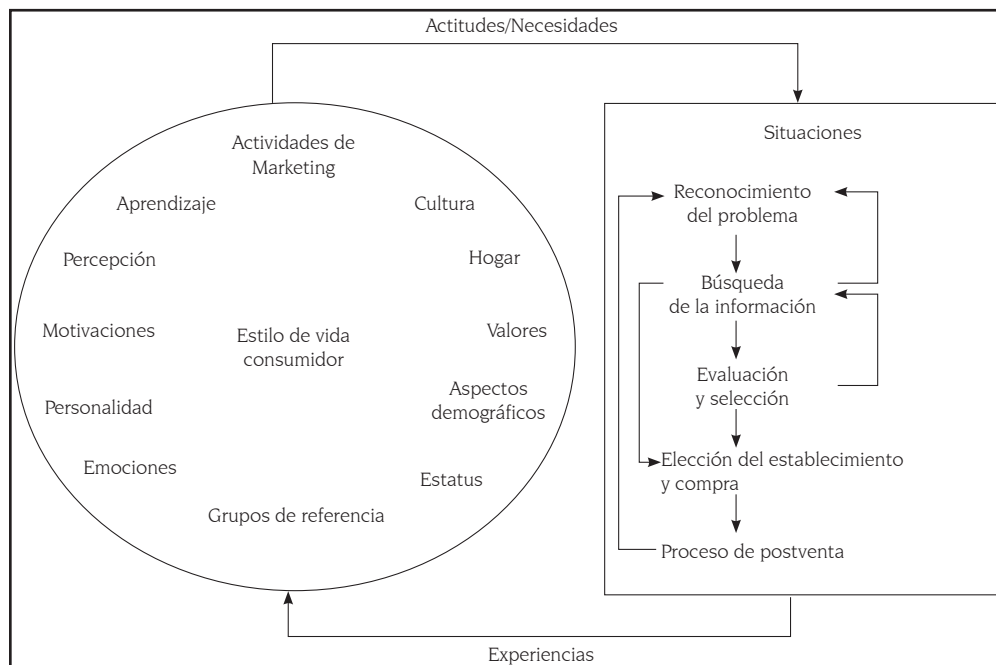 Actitudes/Necesidades
Actividades de
Marketing
Aprendizaje
Cultura
Percepción
Hogar
Motivaciones
Estilo de vida
consumidor
Valores
Personalidad
Aspectos
demográficos
Emociones
Estatus
Grupos de referencia
Situaciones
Reconocimiento
del problema
Búsqueda
de la información
Evaluación
y selección
Elección del establecimiento
y compra
Proceso de postventa
Experiencias